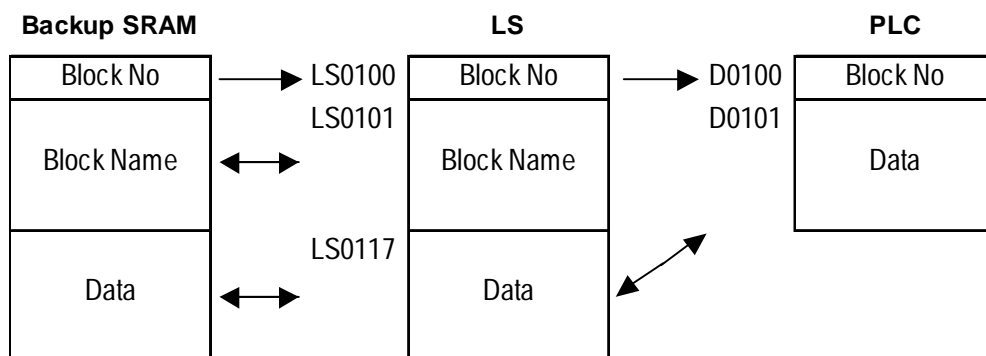 Backup SRAM LS PLC
Block No LS0100 Block No D0100 Block No
LS0101 D0101
Block Name Block Name Data
LS0117
Data Data